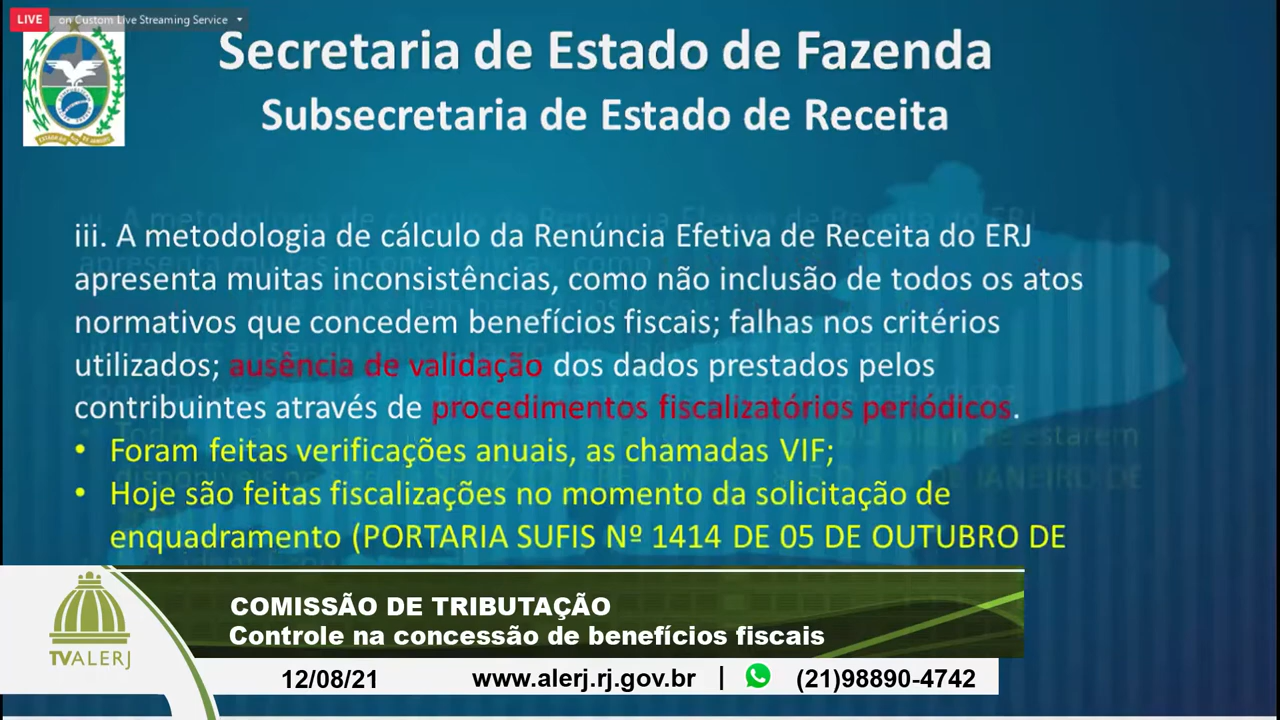 LIVE on Custom Live Streaming Service
Secretaria de Estado de Fazenda
Subsecretaria de Estado de Receita
iii. A metodologia de cálculo da Renúncia Efetiva de Receita do ERJ
apresenta muitas inconsistências, como não inclusão de todos os atos
normativos que concedem benefícios fiscais; falhas nos critérios
utilizados; ausência de validação dos dados prestados pelos
contribuintes através de procedimentos fiscalizatórios periódicos.
• Foram feitas verificações anuais, as chamadas VIF;
• Hoje são feitas fiscalizações no momento da solicitação de
enquadramento (PORTARIA SUFIS Nº 1414 DE 05 DE OUTUBRO DE
COMISSÃO DE TRIBUTAÇÃO
Controle na concessão de benefícios fiscais
TVALERJ
12/08/21 www.alerj.rj.gov.br | (21)98890-4742